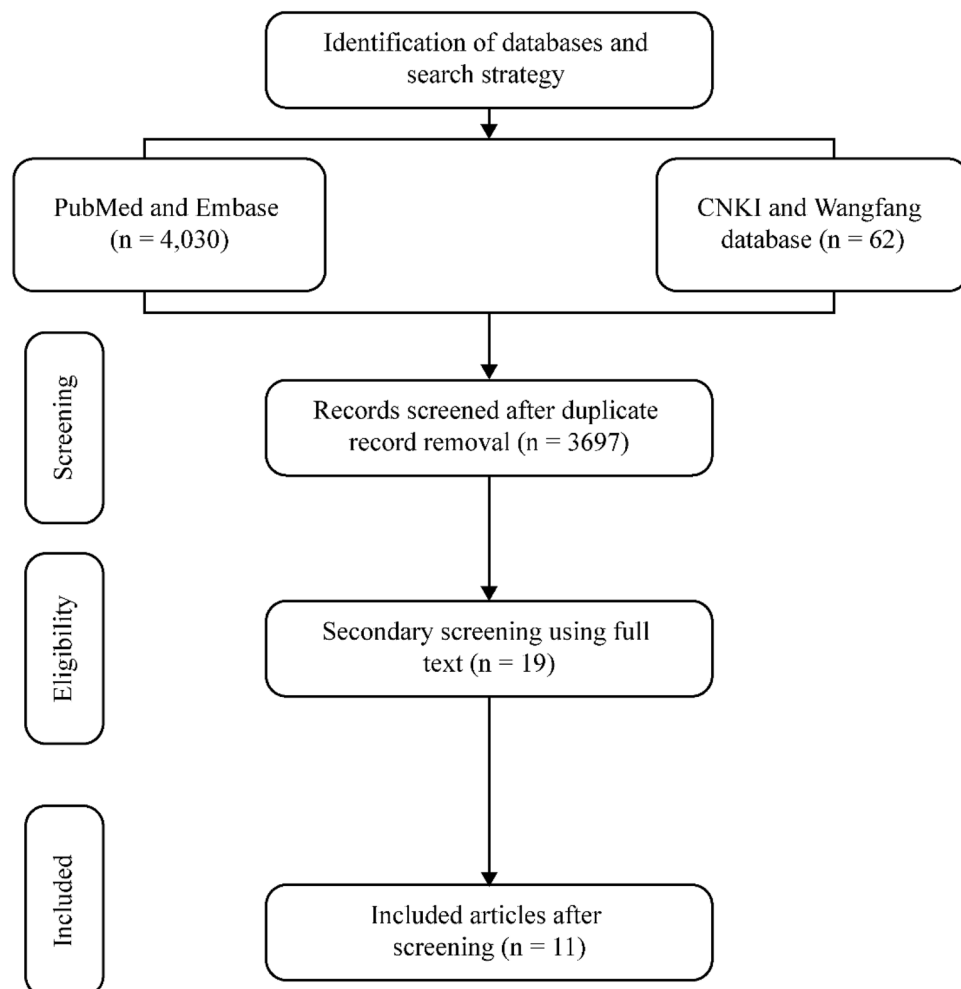 Identification of databases and
search strategy
PubMed and Embase
(n = 4,030)
CNKI and Wangfang
database (n = 62)
Screening
Records screened after duplicate
record removal (n = 3697)
Eligibility
Secondary screening using full
text (n = 19)
Included
Included articles after
screening (n = 11)